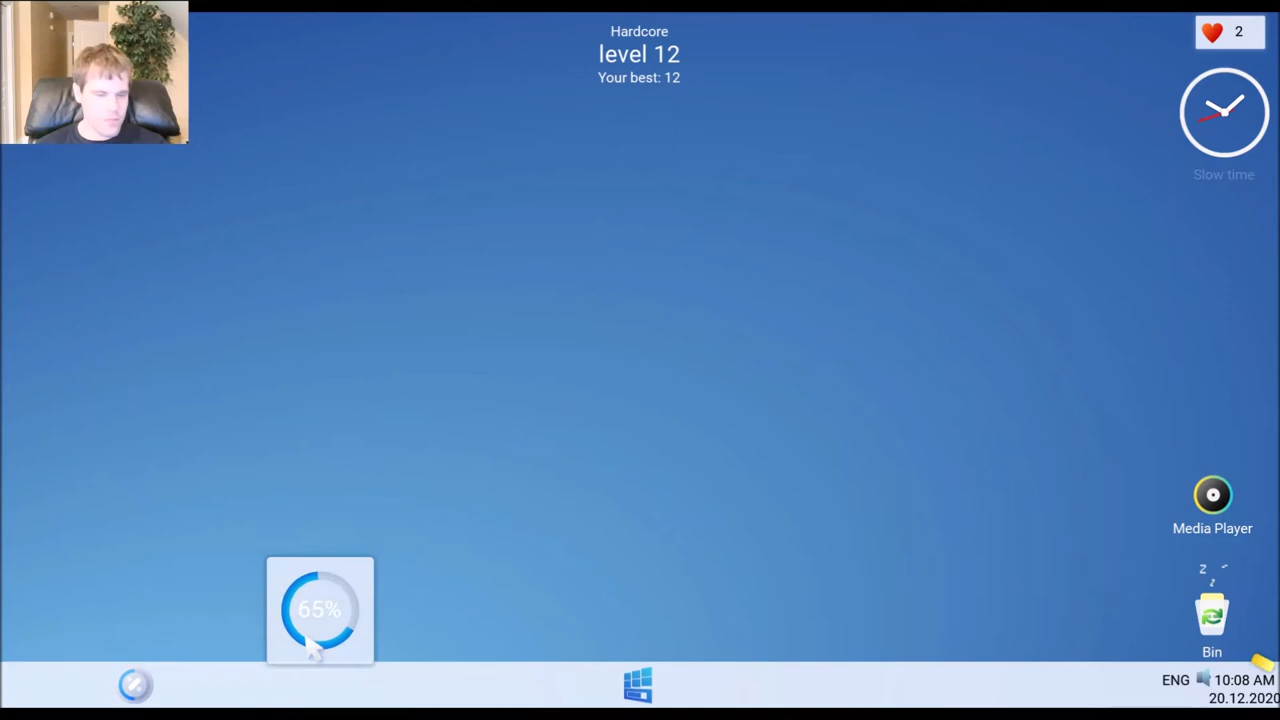 Hardcore
level 12
Your best: 12
2
Slow time
Media Player
z
z
65%
Bin
ENG 10:08 AM
20.12.2020